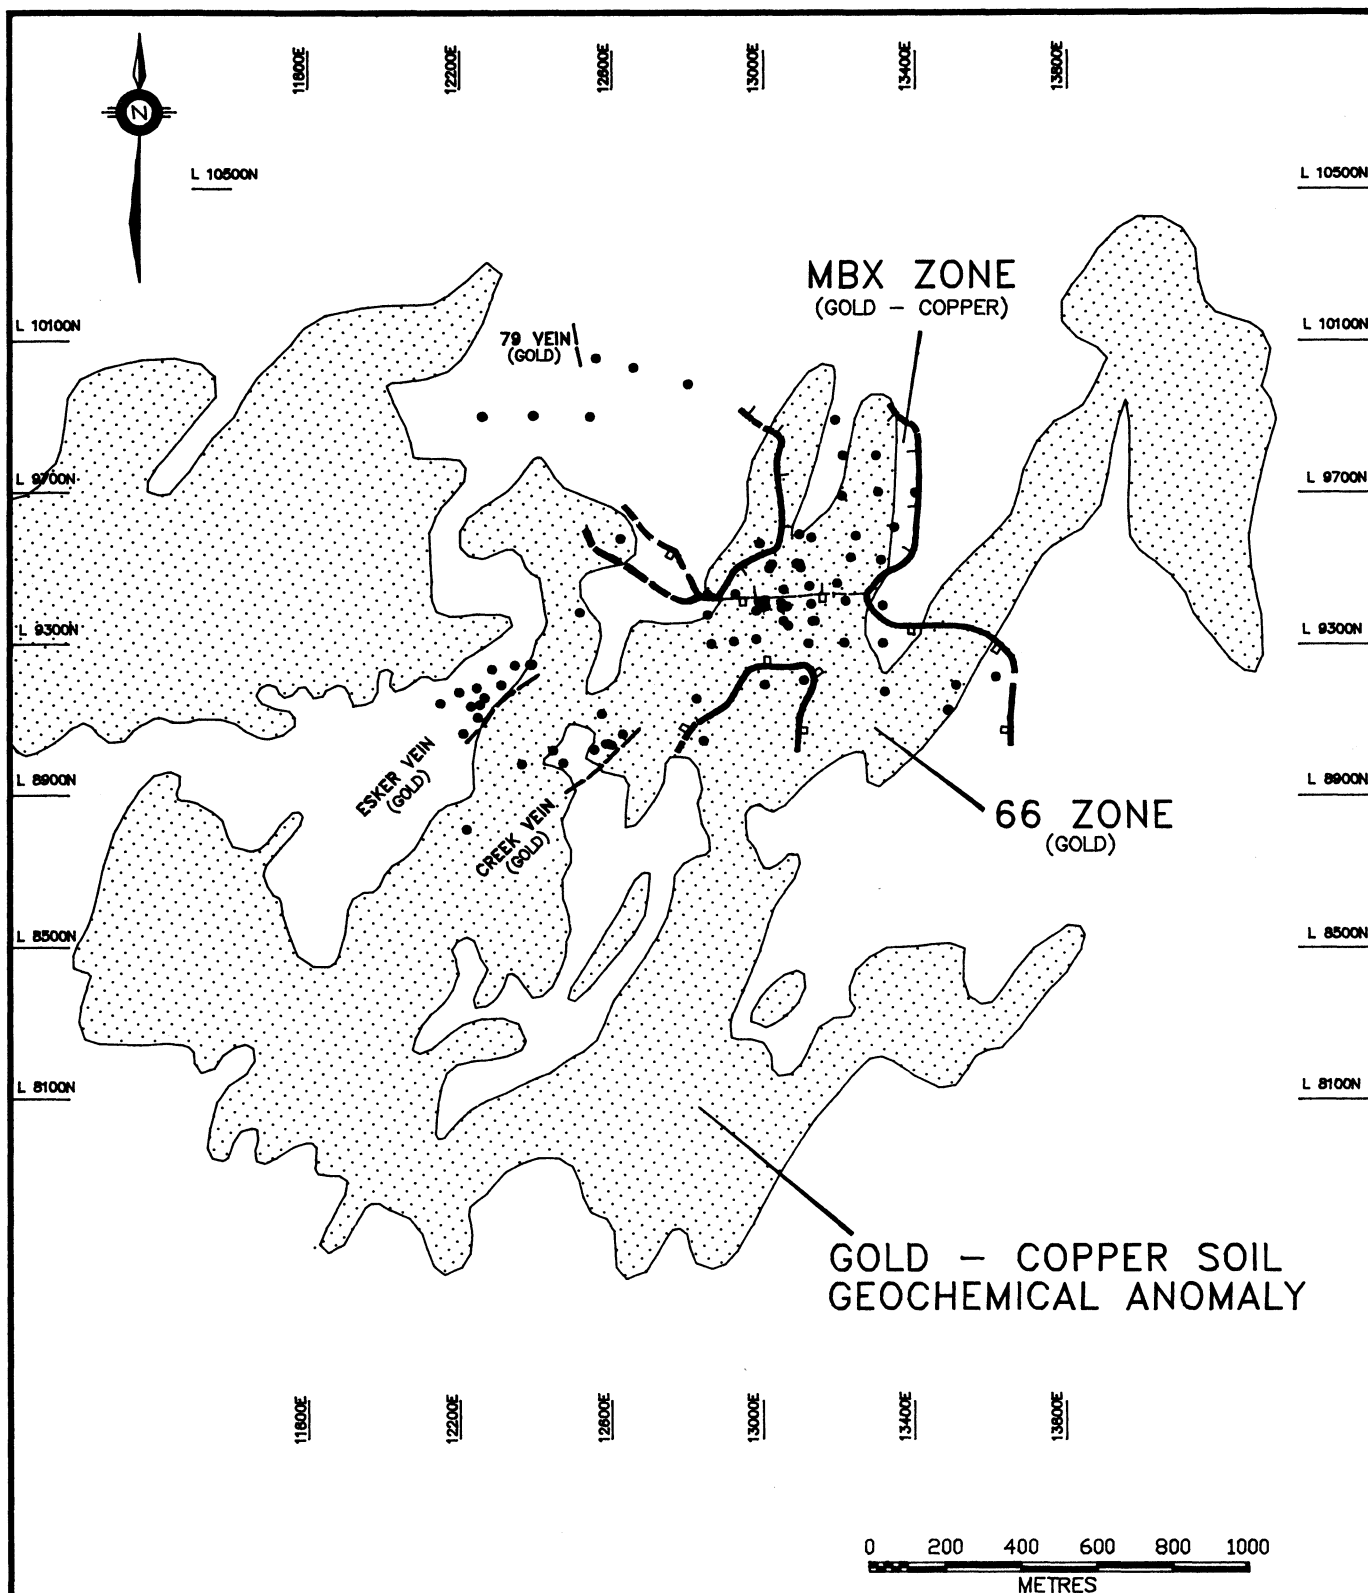 11800E 12200E 12600E 13000E 13400E 13800E
N
L 10500N L 10500N
MBX ZONE
(GOLD – COPPER)
L 10100N L 10100N
79 VEIN
(GOLD)
L 9700N L 9700N
L 9300N L 9300N
ESKER VEIN
(GOLD)
L 8900N L 8900N
CREEK VEIN
(GOLD)
66 ZONE
(GOLD)
L 8500N L 8500N
L 8100N L 8100N
GOLD – COPPER SOIL
GEOCHEMICAL ANOMALY
11800E 12200E 12600E 13000E 13400E 13800E
0 200 400 600 800 1000
METRES